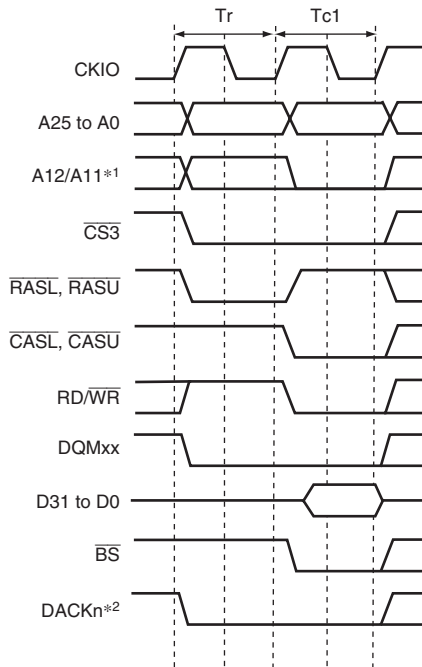 Tr Tc1
CKIO
A25 to A0
A12/A11*1
CS3
RASL, RASU
CASL, CASU
RD/WR
DQMxx
D31 to D0
BS
DACKn*2